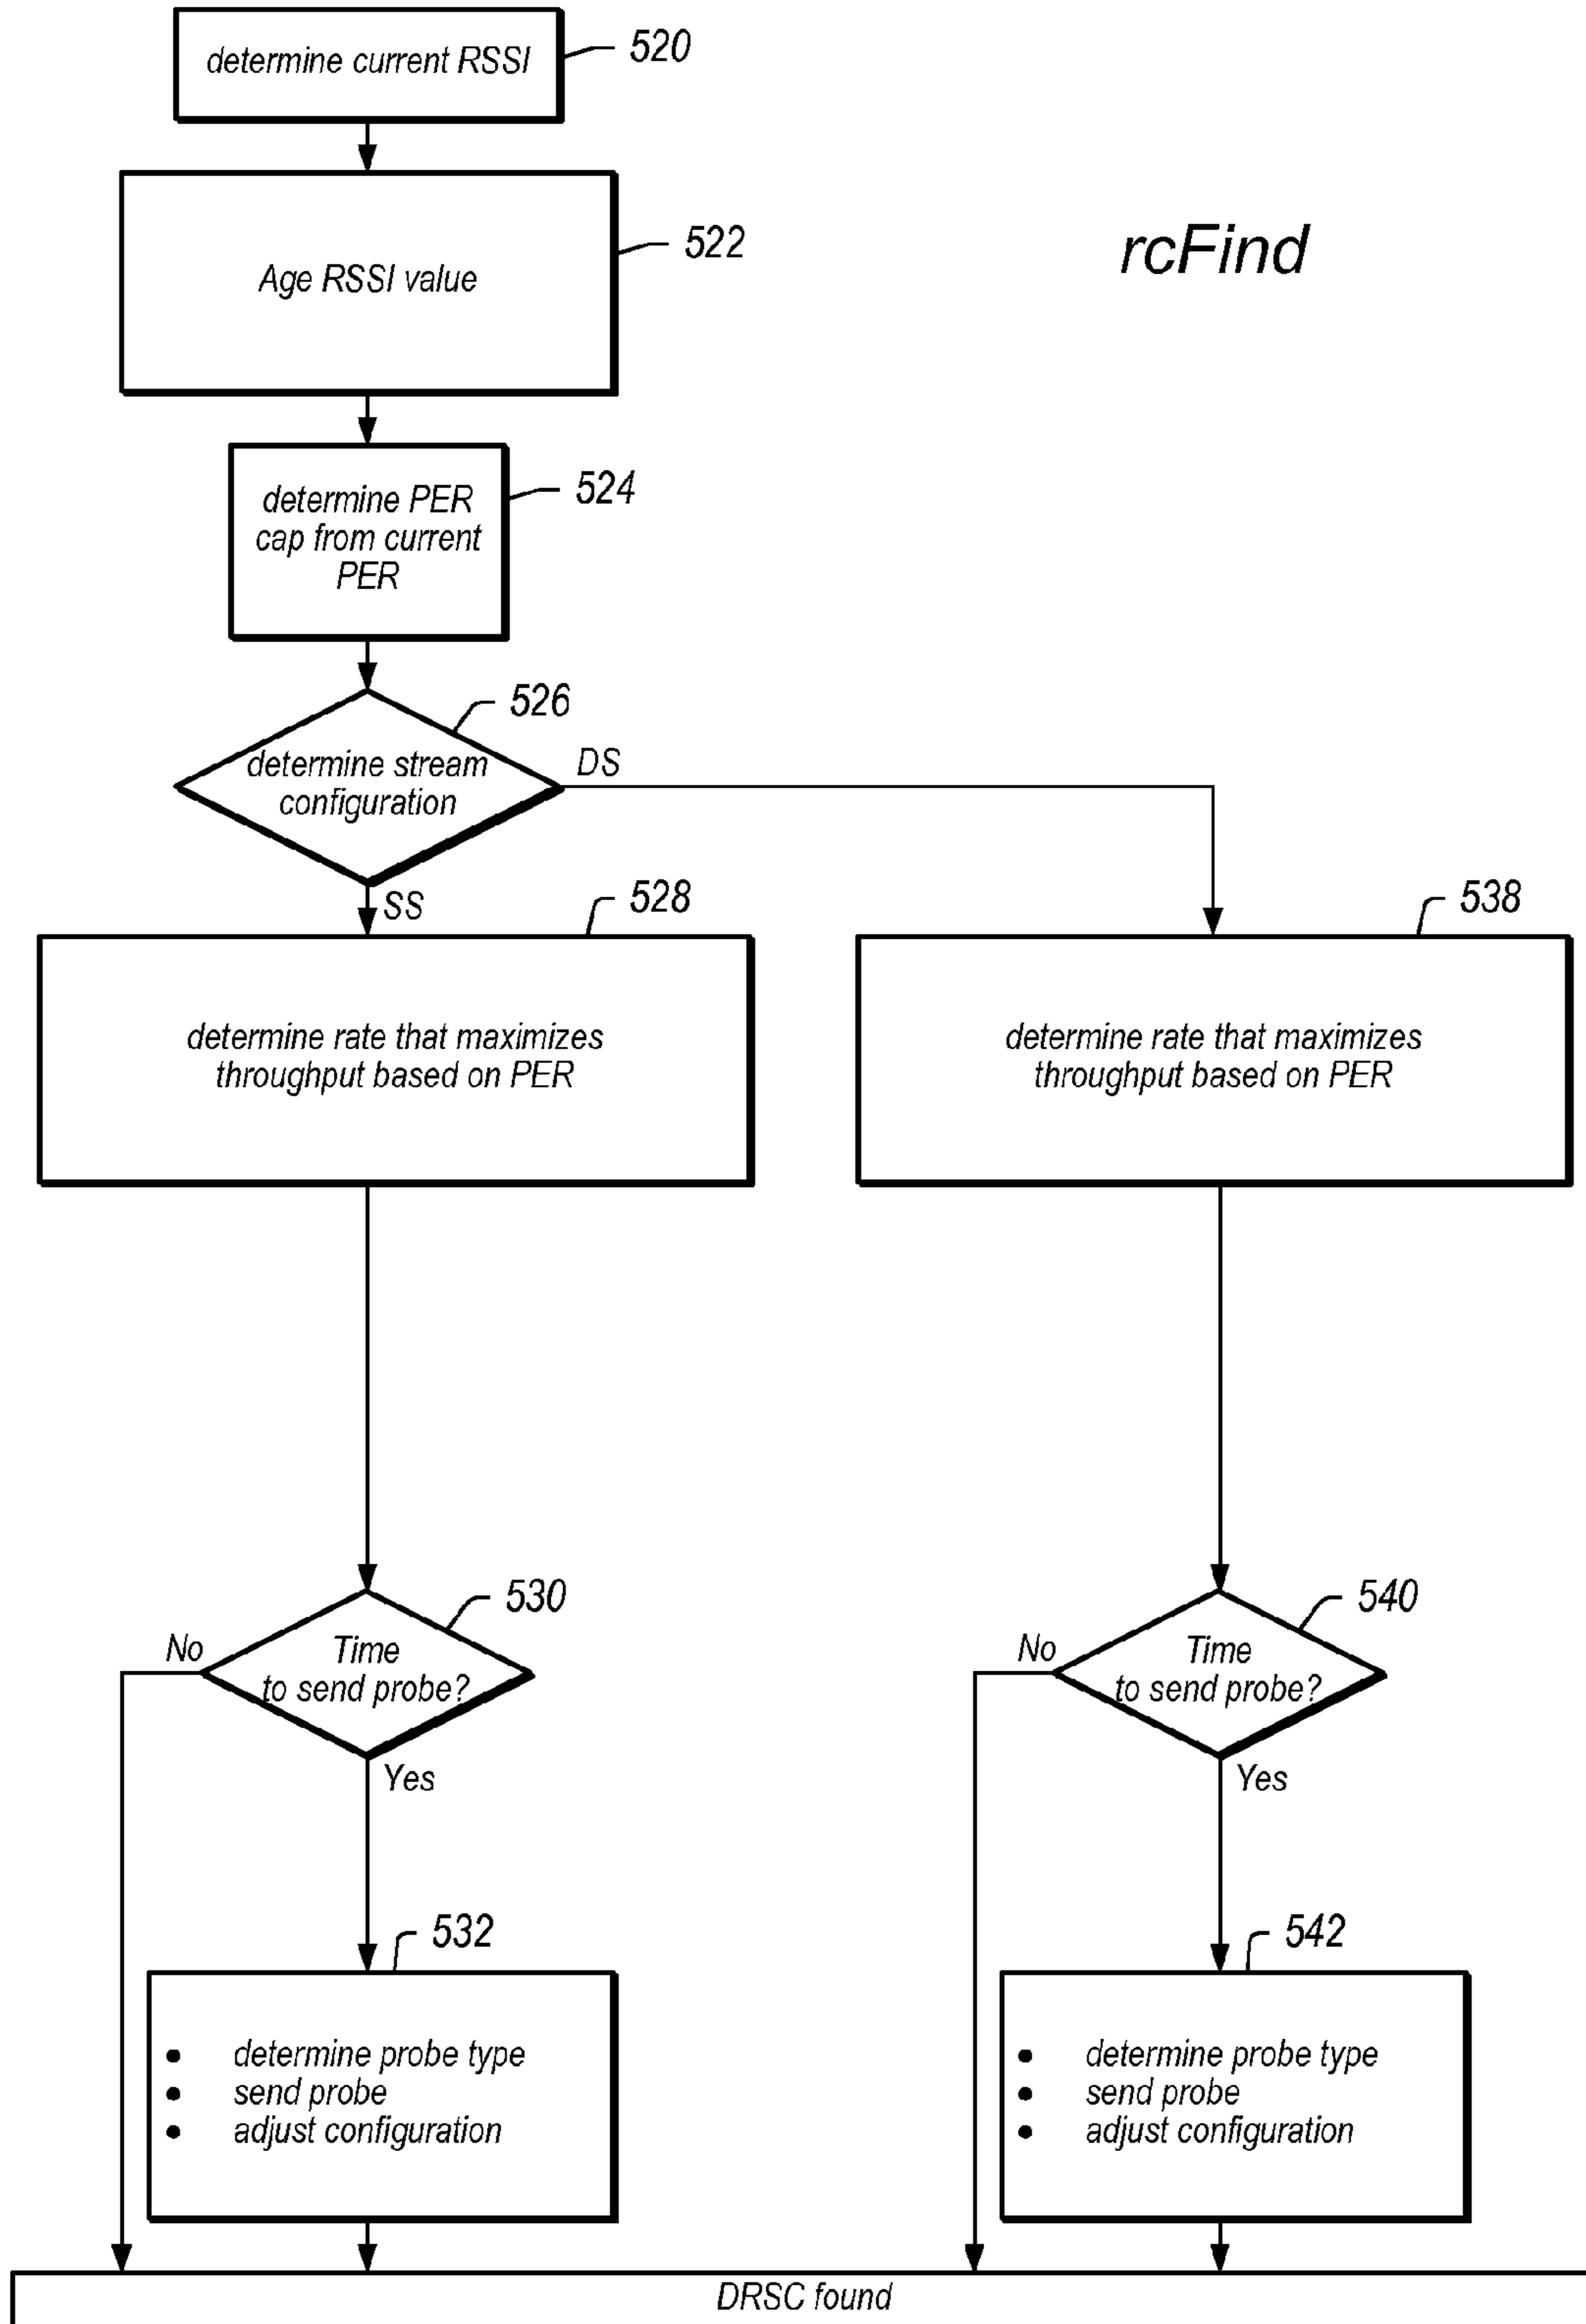 determine current RSSI
520
Age RSSI value
522
rcFind
determine PER
cap from current
PER
524
determine stream
configuration
526
DS
SS
528
determine rate that maximizes
throughput based on PER
538
determine rate that maximizes
throughput based on PER
530
Time
to send probe?
No
Yes
540
Time
to send probe?
No
Yes
532
• determine probe type
• send probe
• adjust configuration
542
• determine probe type
• send probe
• adjust configuration
DRSC found